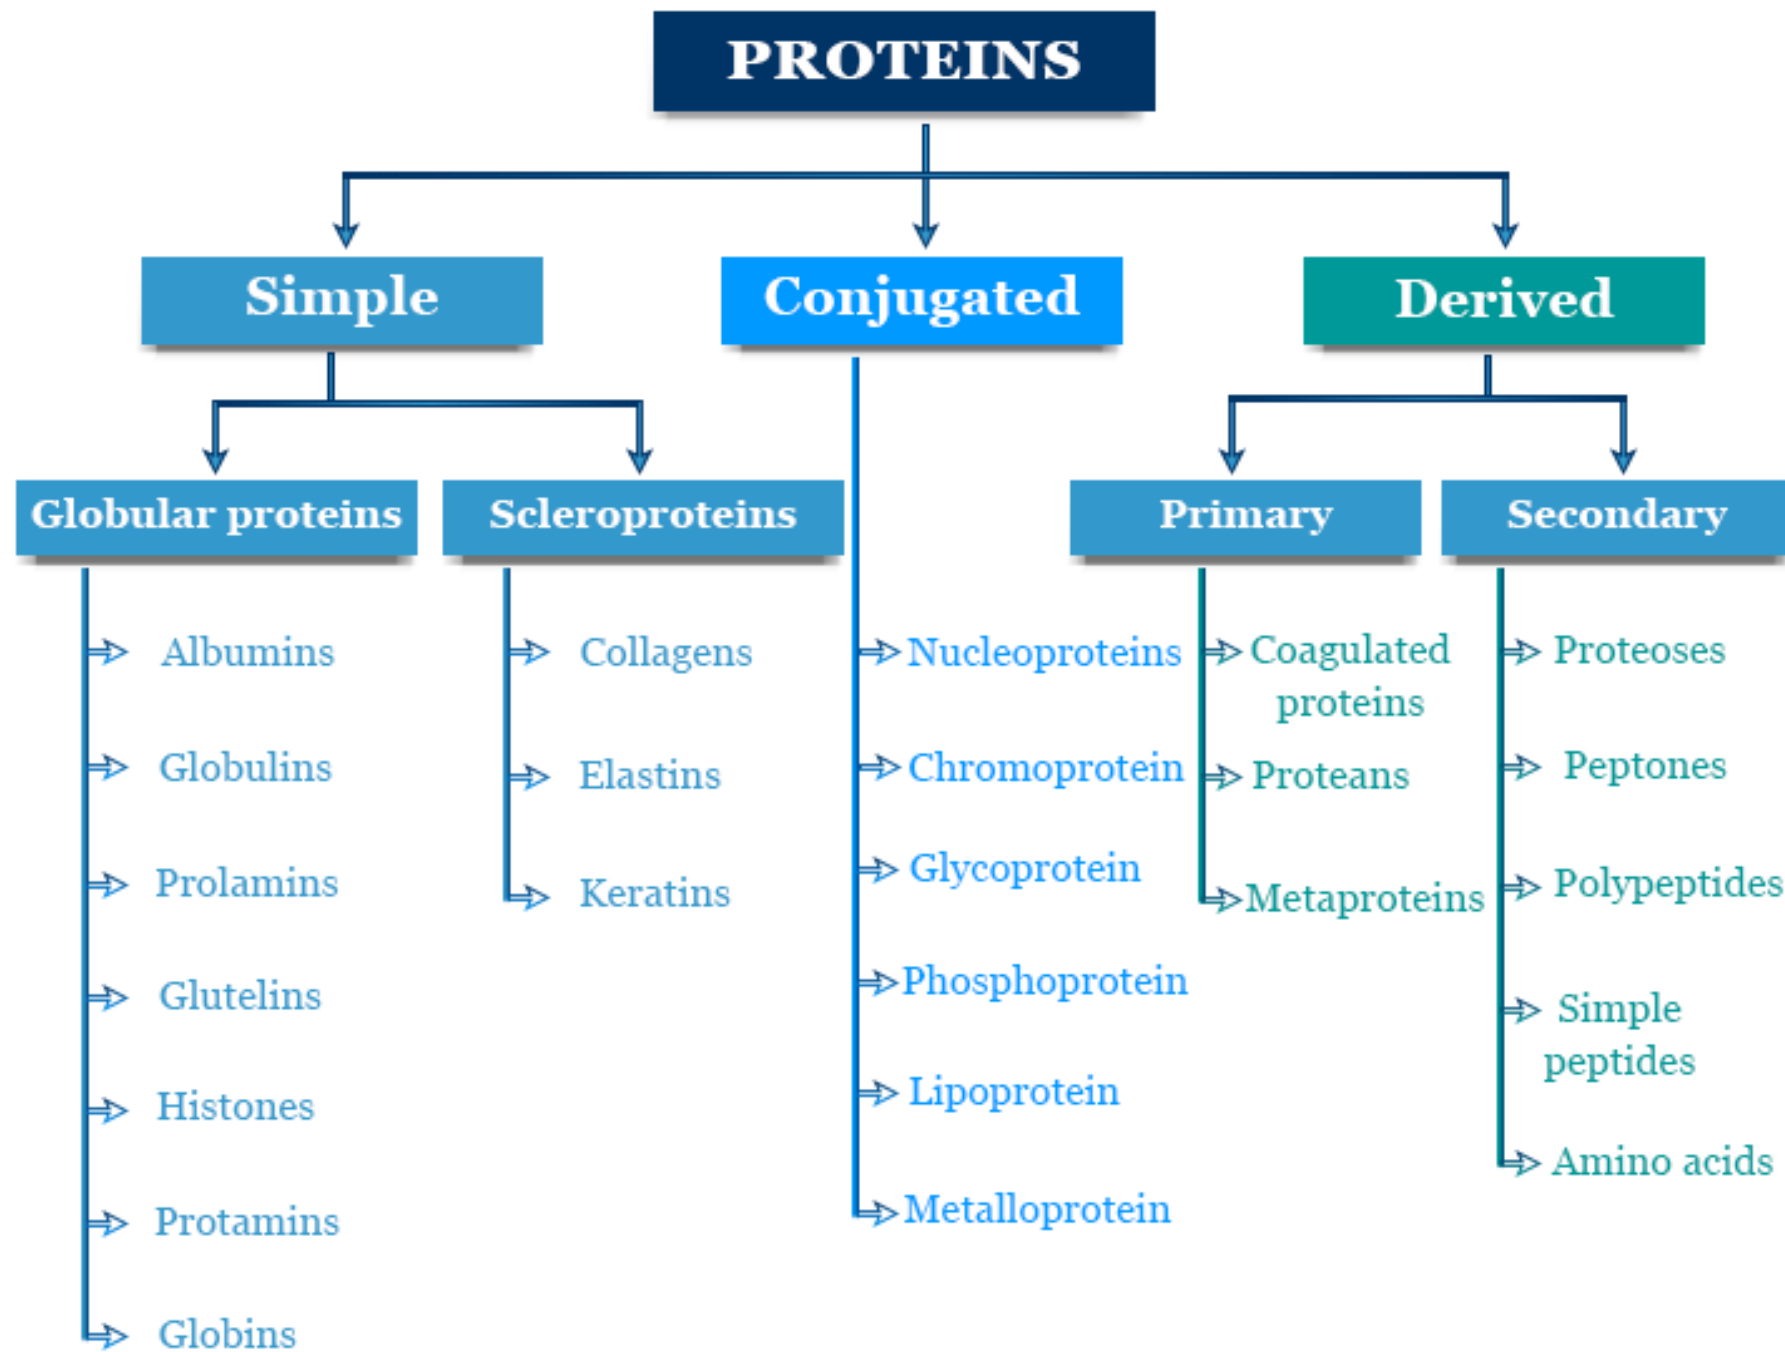 PROTEINS
Simple
Conjugated
Derived
Globular proteins
Scleroproteins
Primary
Secondary
Albumins
Globulins
Prolamins
Glutelins
Histones
Protamins
Globins
Collagens
Elastins
Keratins
Nucleoproteins
Chromoprotein
Glycoprotein
Phosphoprotein
Lipoprotein
Metalloprotein
Coagulated
proteins
Proteans
Metaproteins
Proteoses
Peptones
Polypeptides
Simple
peptides
Amino acids